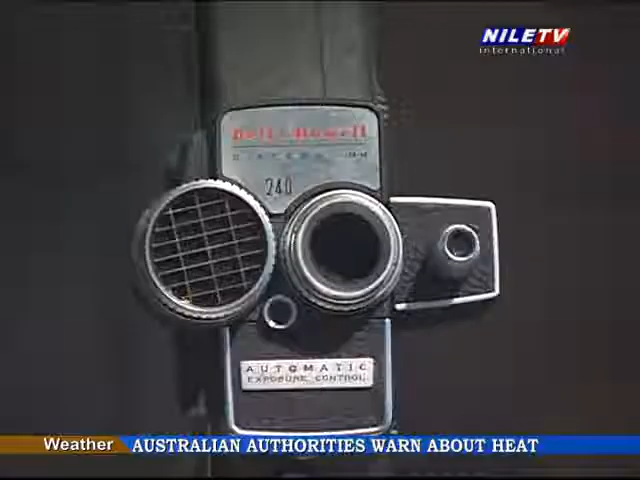 NILETV
international
Bell & Howell
240
AUTOMATIC
EXPOSURE CONTROL
Weather AUSTRALIAN AUTHORITIES WARN ABOUT HEAT